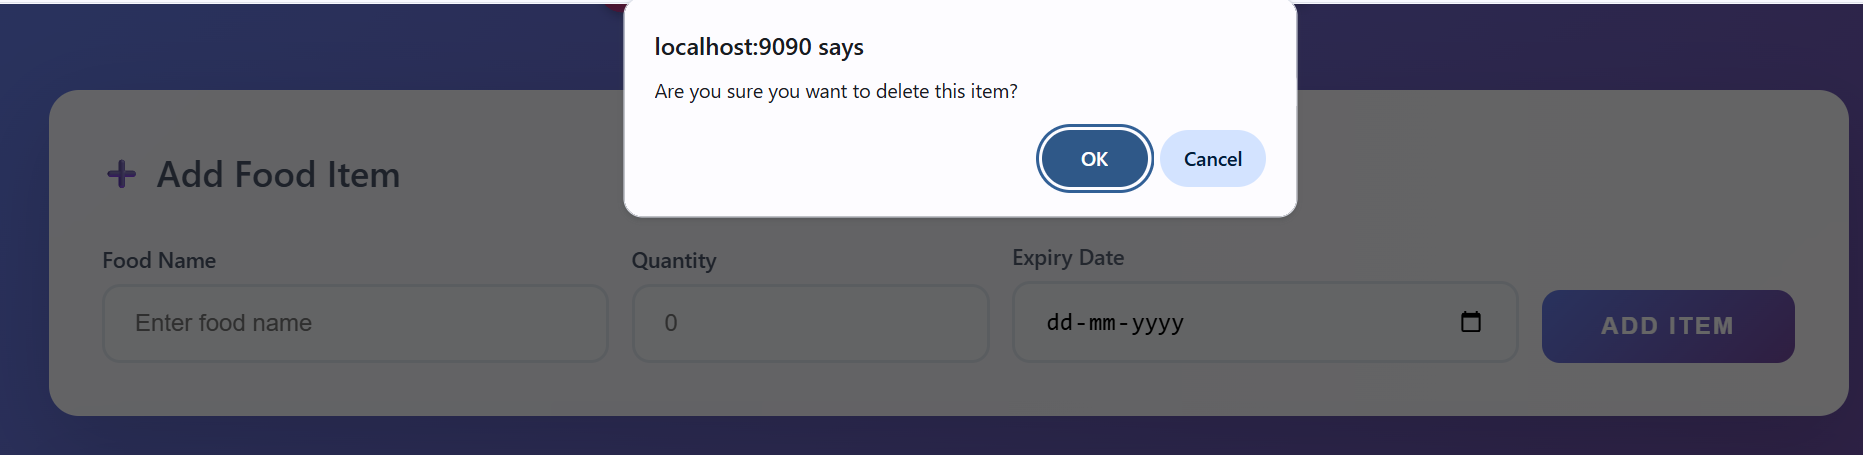 localhost:9090 says
Are you sure you want to delete this item?
OK Cancel
Add Food Item
Food Name Quantity Expiry Date
Enter food name 0 dd-mm-yyyy ADD ITEM